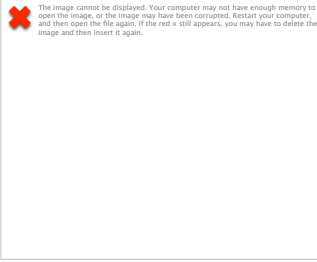 The image cannot be displayed. Your computer may not have enough memory to
open the image, or the image may have been corrupted. Restart your computer,
and then open the file again. If the red x still appears, you may have to delete the
image and then insert it again.